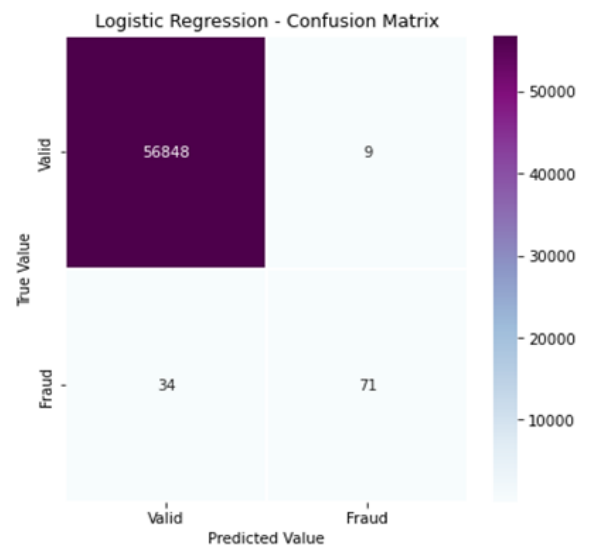 Logistic Regression - Confusion Matrix
Valid
56848
9
50000
40000
True Value
30000
20000
Fraud
34
71
10000
Valid
Fraud
Predicted Value